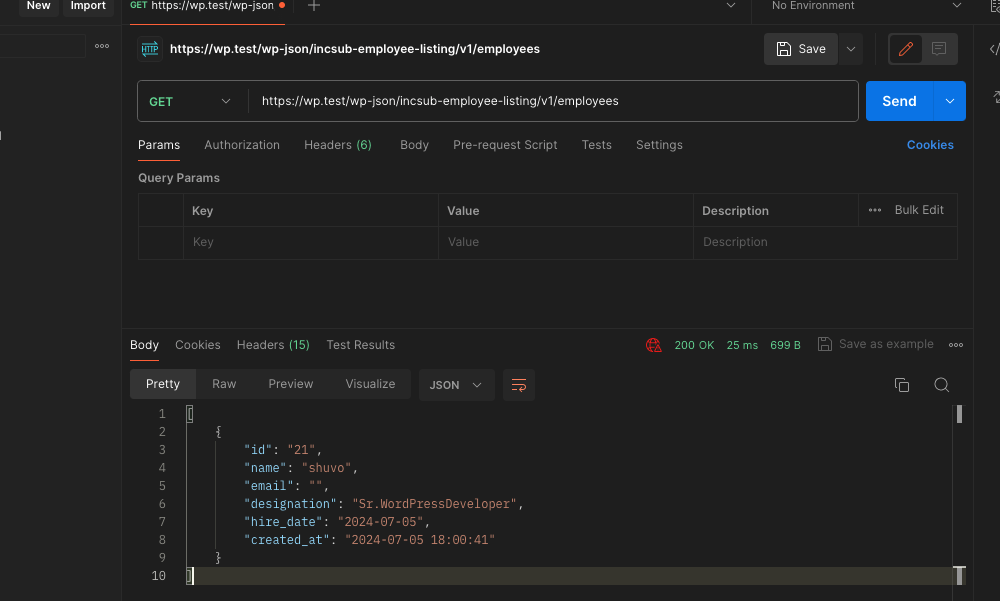 New Import GET https://wp.test/wp-json + No Environment
HTTP https://wp.test/wp-json/incsub-employee-listing/v1/employees Save
GET https://wp.test/wp-json/incsub-employee-listing/v1/employees Send
Params Authorization Headers (6) Body Pre-request Script Tests Settings Cookies
Query Params
Key Value Description ••• Bulk Edit
Key Value Description
Body Cookies Headers (15) Test Results 200 OK 25 ms 699 B Save as example
Pretty Raw Preview Visualize JSON
1 [
2 {
3 "id": "21",
4 "name": "shuvo",
5 "email": "",
6 "designation": "Sr.WordPressDeveloper",
7 "hire_date": "2024-07-05",
8 "created_at": "2024-07-05 18:00:41"
9 }
10 ]